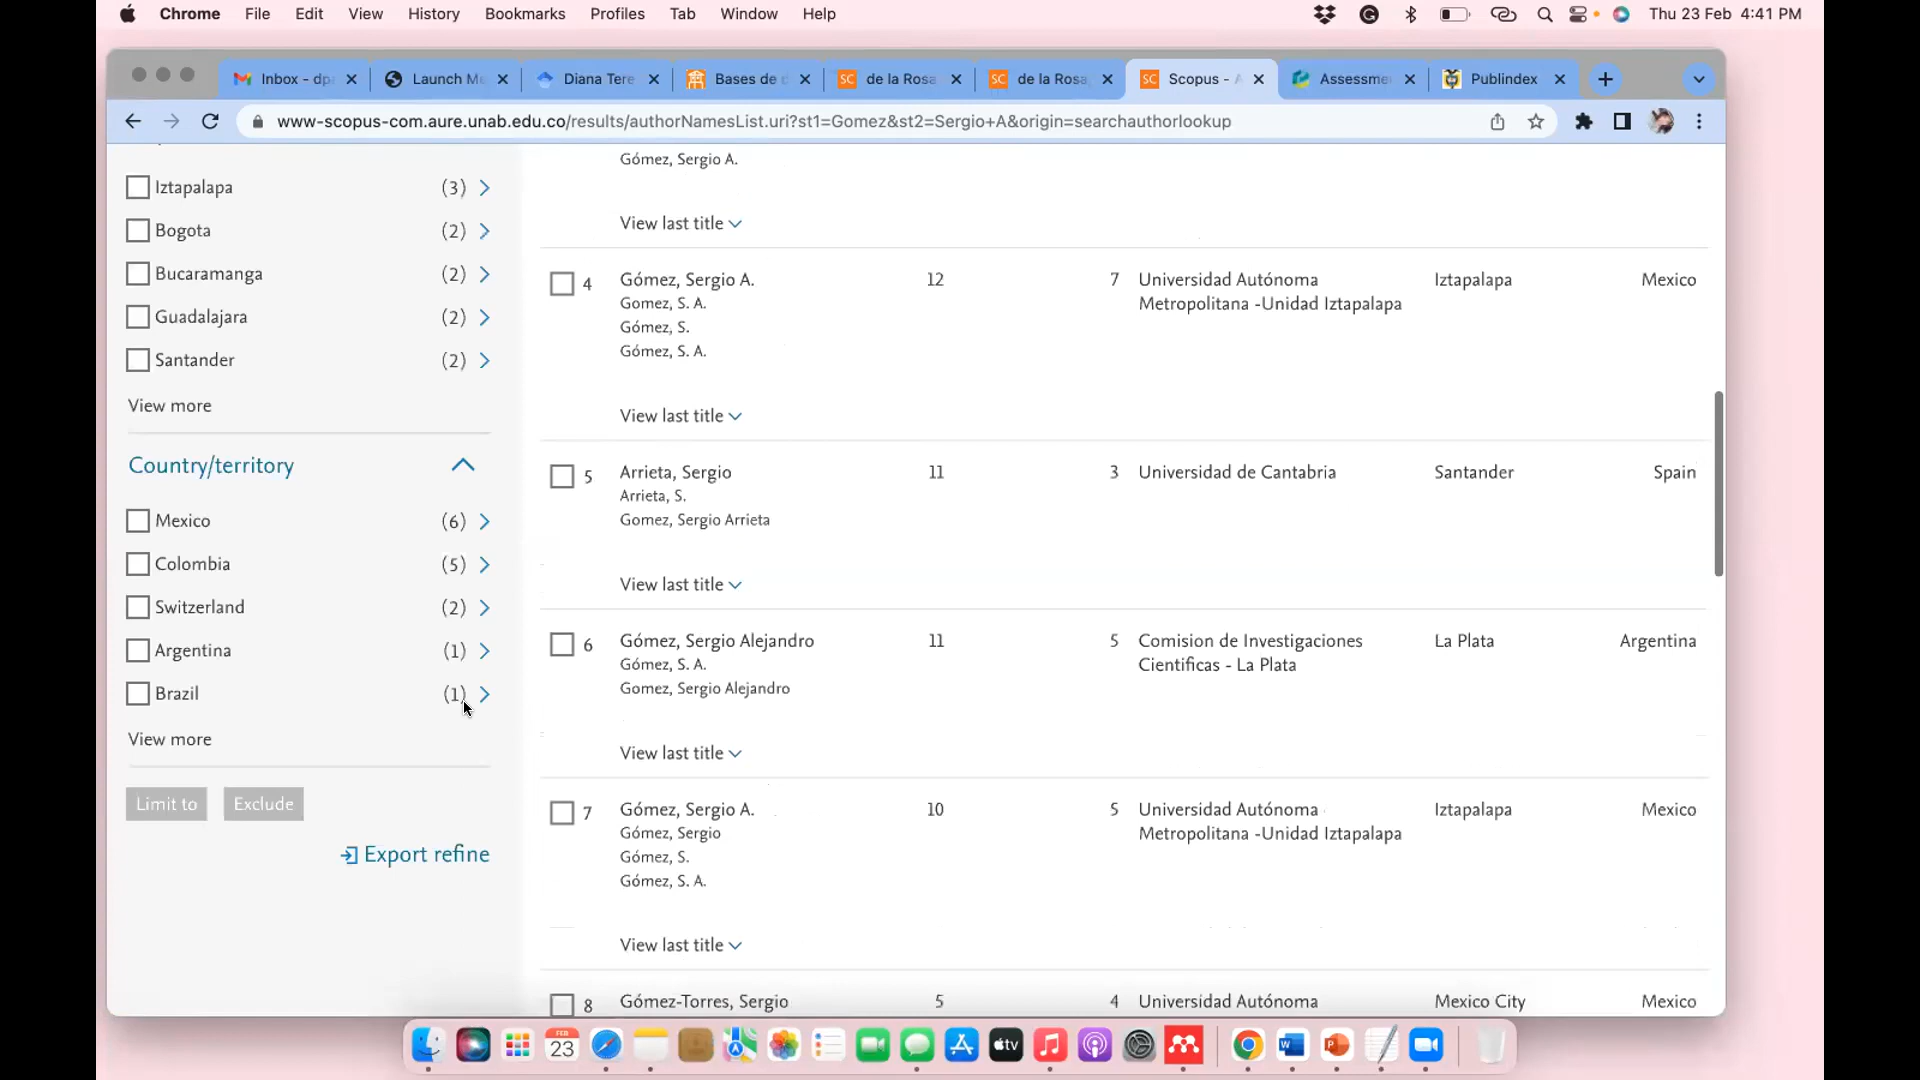 Chrome File Edit View History Bookmarks Profiles Tab Window Help Thu 23 Feb 4:41 PM
Inbox - dp Launch M Diana Tere Bases de d de la Rosa de la Rosa Scopus - A Assessme Publindex
www-scopus-com.aure.unab.edu.co/results/authorNamesList.uri?st1=Gomez&st2=Sergio+A&origin=searchauthorlookup
Iztapalapa (3)
Bogota (2)
Bucaramanga (2)
Guadalajara (2)
Santander (2)
View more
Country/territory
Mexico (6)
Colombia (5)
Switzerland (2)
Argentina (1)
Brazil (1)
View more
Limit to Exclude
Export refine
Gómez, Sergio A.
View last title
4 Gómez, Sergio A. 12 7 Universidad Autónoma Iztapalapa Mexico
Gomez, S. A. Metropolitana -Unidad Iztapalapa
Gómez, S.
Gómez, S. A.
View last title
5 Arrieta, Sergio 11 3 Universidad de Cantabria Santander Spain
Arrieta, S.
Gomez, Sergio Arrieta
View last title
6 Gómez, Sergio Alejandro 11 5 Comision de Investigaciones La Plata Argentina
Gómez, S. A. Cientificas - La Plata
Gomez, Sergio Alejandro
View last title
7 Gómez, Sergio A. 10 5 Universidad Autónoma Iztapalapa Mexico
Gómez, Sergio Metropolitana -Unidad Iztapalapa
Gómez, S.
Gómez, S. A.
View last title
8 Gómez-Torres, Sergio 5 4 Universidad Autónoma Mexico City Mexico
FEB
23
tv